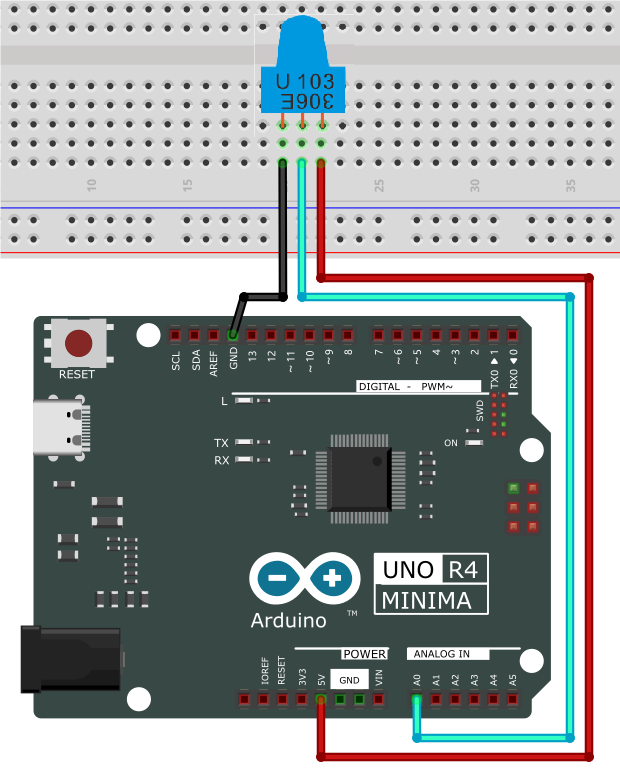 U 103
306E
10
15
25
30
35
RESET
SCL
SDA
AREF
GND
13
12
~11
~10
~9
8
7
~6
~5
4
~3
2
TX0 ▶ 1
RX0 ◀ 0
DIGITAL - PWM~
L
TX
RX
SWD
ON
UNO R4
MINIMA
Arduino
TM
POWER
ANALOG IN
IOREF
RESET
3V3
5V
GND
VIN
A0
A1
A2
A3
A4
A5